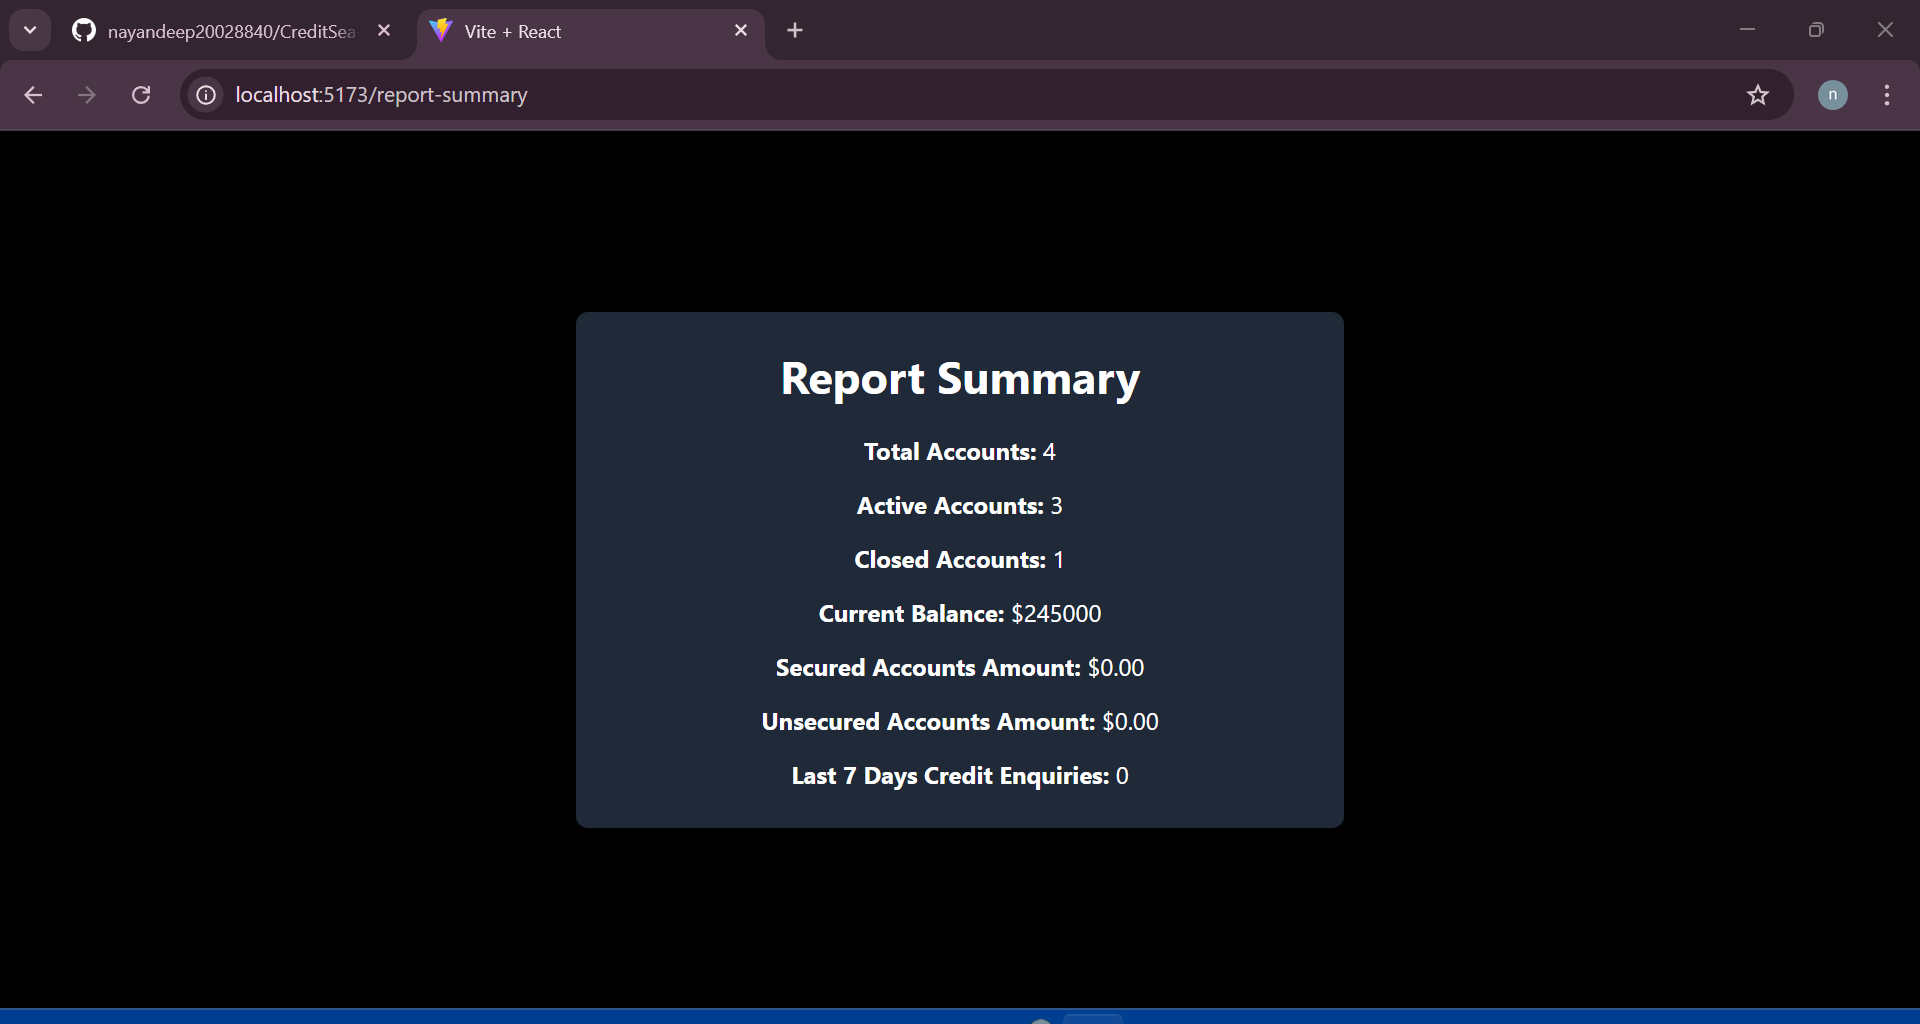 nayandeep20028840/CreditSea
Vite + React
localhost:5173/report-summary
n
Report Summary
Total Accounts: 4
Active Accounts: 3
Closed Accounts: 1
Current Balance: $245000
Secured Accounts Amount: $0.00
Unsecured Accounts Amount: $0.00
Last 7 Days Credit Enquiries: 0